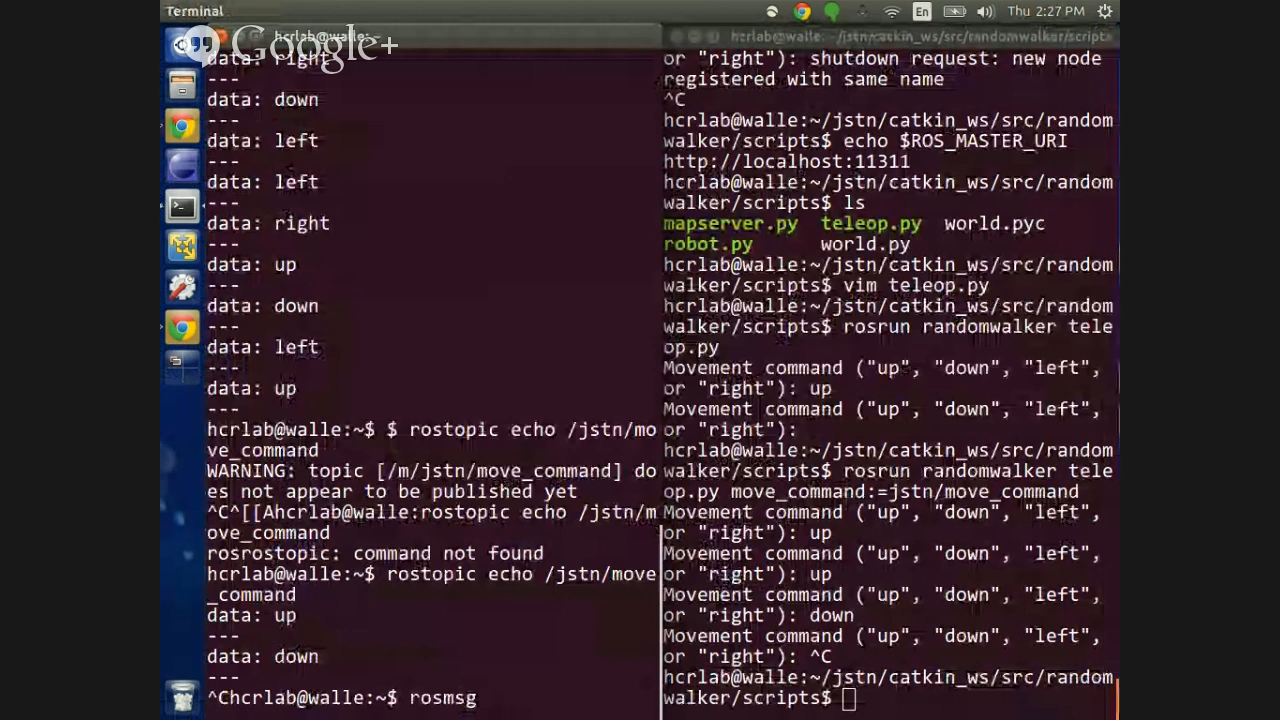 Terminal
En
Thu 2:27 PM
Google+
hcrlab@walle:
data: right
---
data: down
---
data: left
---
data: left
---
data: right
---
data: up
---
data: down
---
data: left
---
data: up
---
hcrlab@walle:~$ $ rostopic echo /jstn/mo
ve_command
WARNING: topic [/m/jstn/move_command] do
es not appear to be published yet
^C^[[Ahcrlab@walle:rostopic echo /jstn/m
ove_command
rosrostopic: command not found
hcrlab@walle:~$ rostopic echo /jstn/move
_command
data: up
---
data: down
---
^Chcrlab@walle:~$ rosmsg
hcrlab@walle: ~/jstn/catkin_ws/src/randomwalker/scripts
or "right"): shutdown request: new node
registered with same name
^C
hcrlab@walle:~/jstn/catkin_ws/src/random
walker/scripts$ echo $ROS_MASTER_URI
http://localhost:11311
hcrlab@walle:~/jstn/catkin_ws/src/random
walker/scripts$ ls
mapserver.py teleop.py world.pyc
robot.py world.py
hcrlab@walle:~/jstn/catkin_ws/src/random
walker/scripts$ vim teleop.py
hcrlab@walle:~/jstn/catkin_ws/src/random
walker/scripts$ rosrun randomwalker tele
op.py
Movement command ("up", "down", "left",
or "right"): up
Movement command ("up", "down", "left",
or "right"):
hcrlab@walle:~/jstn/catkin_ws/src/random
walker/scripts$ rosrun randomwalker tele
op.py move_command:=jstn/move_command
Movement command ("up", "down", "left",
or "right"): up
Movement command ("up", "down", "left",
or "right"): up
Movement command ("up", "down", "left",
or "right"): down
Movement command ("up", "down", "left",
or "right"): ^C
hcrlab@walle:~/jstn/catkin_ws/src/random
walker/scripts$